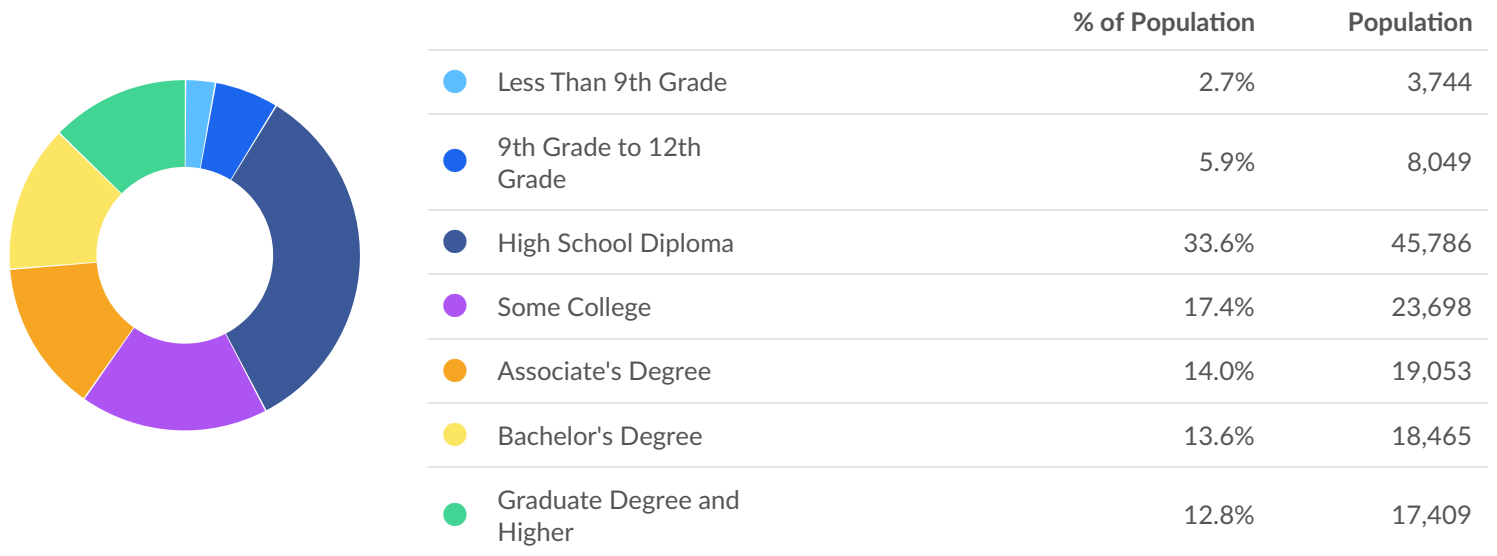 % of Population Population
Less Than 9th Grade 2.7% 3,744
9th Grade to 12th
Grade 5.9% 8,049
High School Diploma 33.6% 45,786
Some College 17.4% 23,698
Associate's Degree 14.0% 19,053
Bachelor's Degree 13.6% 18,465
Graduate Degree and
Higher 12.8% 17,409